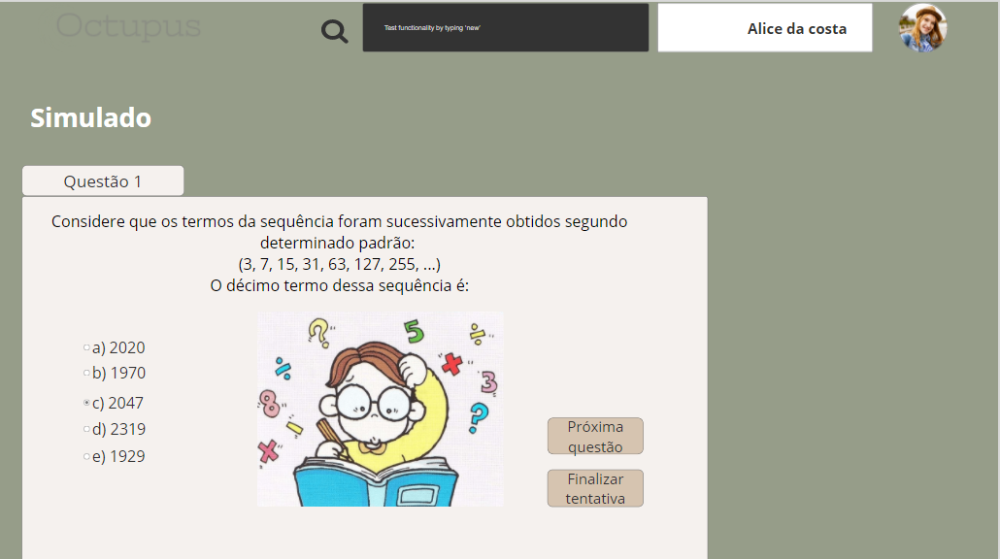 Octupus
Test functionality by typing 'new'
Alice da costa
Simulado
Questão 1
Considere que os termos da sequência foram sucessivamente obtidos segundo
determinado padrão:
(3, 7, 15, 31, 63, 127, 255, ...)
O décimo termo dessa sequência é:
a) 2020
b) 1970
c) 2047
d) 2319
e) 1929
? 5 ÷
÷ × 3
8 - ?
×
Próxima
questão
Finalizar
tentativa